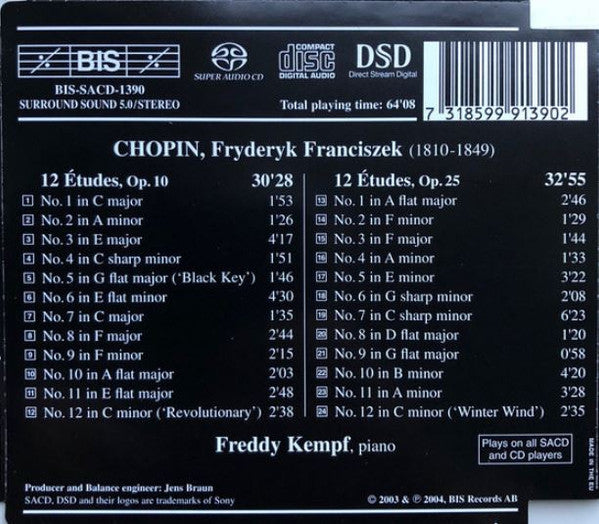 BIS
SUPER AUDIO CD
COMPACT
disc
DIGITAL AUDIO
DSD
Direct Stream Digital
BIS-SACD-1390
SURROUND SOUND 5.0/STEREO
Total playing time: 64'08
7 318599 913902
CHOPIN, Fryderyk Franciszek (1810-1849)
12 Études, Op. 10 30'28
1 No. 1 in C major 1'53
2 No. 2 in A minor 1'26
3 No. 3 in E major 4'17
4 No. 4 in C sharp minor 1'51
5 No. 5 in G flat major (‘Black Key’) 1'46
6 No. 6 in E flat minor 4'30
7 No. 7 in C major 1'35
8 No. 8 in F major 2'44
9 No. 9 in F minor 2'15
10 No. 10 in A flat major 2'03
11 No. 11 in E flat major 2'48
12 No. 12 in C minor (‘Revolutionary’) 2'38
12 Études, Op. 25 32'55
13 No. 1 in A flat major 2'46
14 No. 2 in F minor 1'29
15 No. 3 in F major 1'44
16 No. 4 in A minor 1'33
17 No. 5 in E minor 3'22
18 No. 6 in G sharp minor 2'08
19 No. 7 in C sharp minor 6'23
20 No. 8 in D flat major 1'20
21 No. 9 in G flat major 0'58
22 No. 10 in B minor 4'20
23 No. 11 in A minor 3'28
24 No. 12 in C minor (‘Winter Wind’) 2'35
Freddy Kempf, piano
Plays on all SACD
and CD players
MADE IN THE EU
Producer and Balance engineer: Jens Braun
SACD, DSD and their logos are trademarks of Sony
© 2003 & ℗ 2004, BIS Records AB